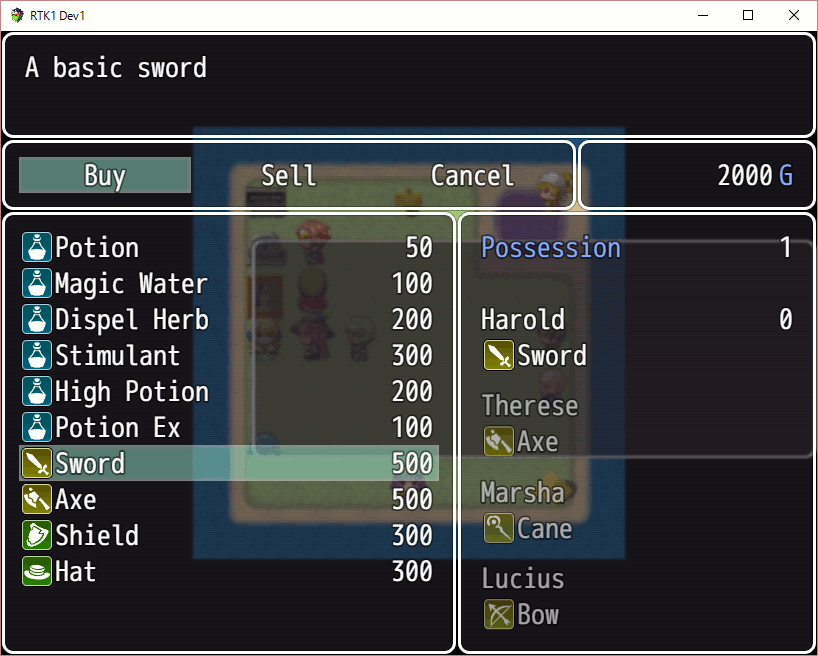 RTK1 Dev1
A basic sword
Buy Sell Cancel 2000 G
Potion 50
Magic Water 100
Dispel Herb 200
Stimulant 300
High Potion 200
Potion Ex 100
Sword 500
Axe 500
Shield 300
Hat 300
Possession 1
Harold 0
Sword
Therese
Axe
Marsha
Cane
Lucius
Bow